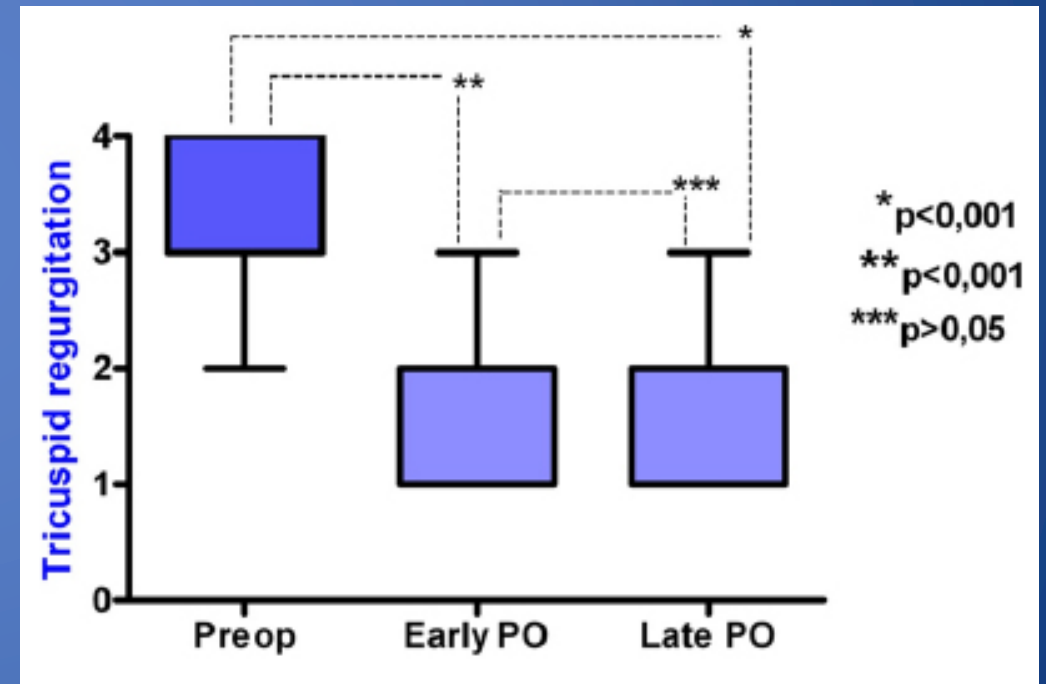 *
**
***
4
3
2
1
0
Tricuspid regurgitation
Preop
Early PO
Late PO
*p<0,001
**p<0,001
***p>0,05